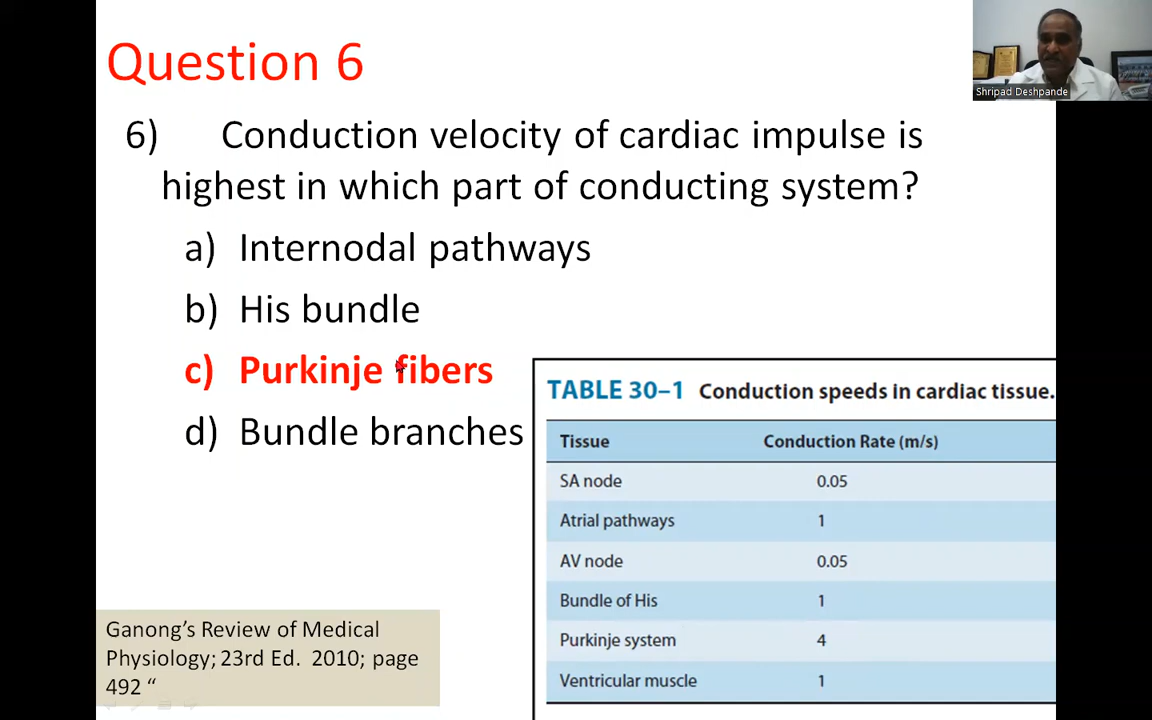 Question 6
Shripad Deshpande
6) Conduction velocity of cardiac impulse is
highest in which part of conducting system?
a) Internodal pathways
b) His bundle
c) Purkinje fibers
d) Bundle branches
TABLE 30–1 Conduction speeds in cardiac tissue.
Tissue Conduction Rate (m/s)
SA node 0.05
Atrial pathways 1
AV node 0.05
Bundle of His 1
Purkinje system 4
Ventricular muscle 1
Ganong’s Review of Medical
Physiology; 23rd Ed. 2010; page
492 “